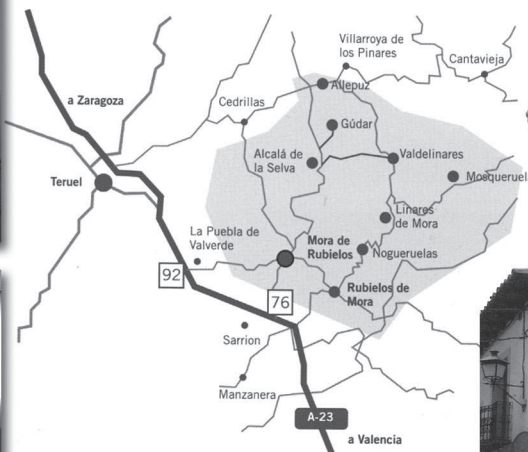 Villarroya de
los Pinares
Cantavieja
a Zaragoza
Allepuz
Cedrillas
Gúdar
Alcalá de
la Selva
Valdelinares
Teruel
Mosqueruel
Linares
de Mora
La Puebla de
Valverde
Mora de
Rubielos
Nogueruelas
92
Rubielos de
Mora
76
Sarrion
Manzanera
A-23
a Valencia